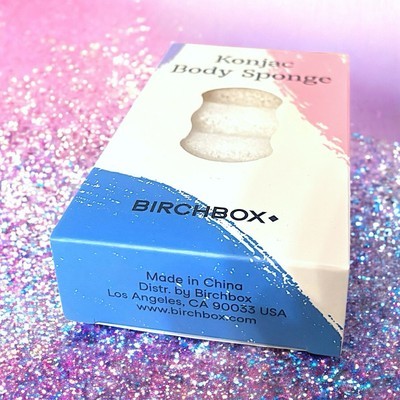 Konjac
Body Sponge
BIRCHBOX
Made in China
Distr. by Birchbox
Los Angeles, CA 90033 USA
www.birchbox.com